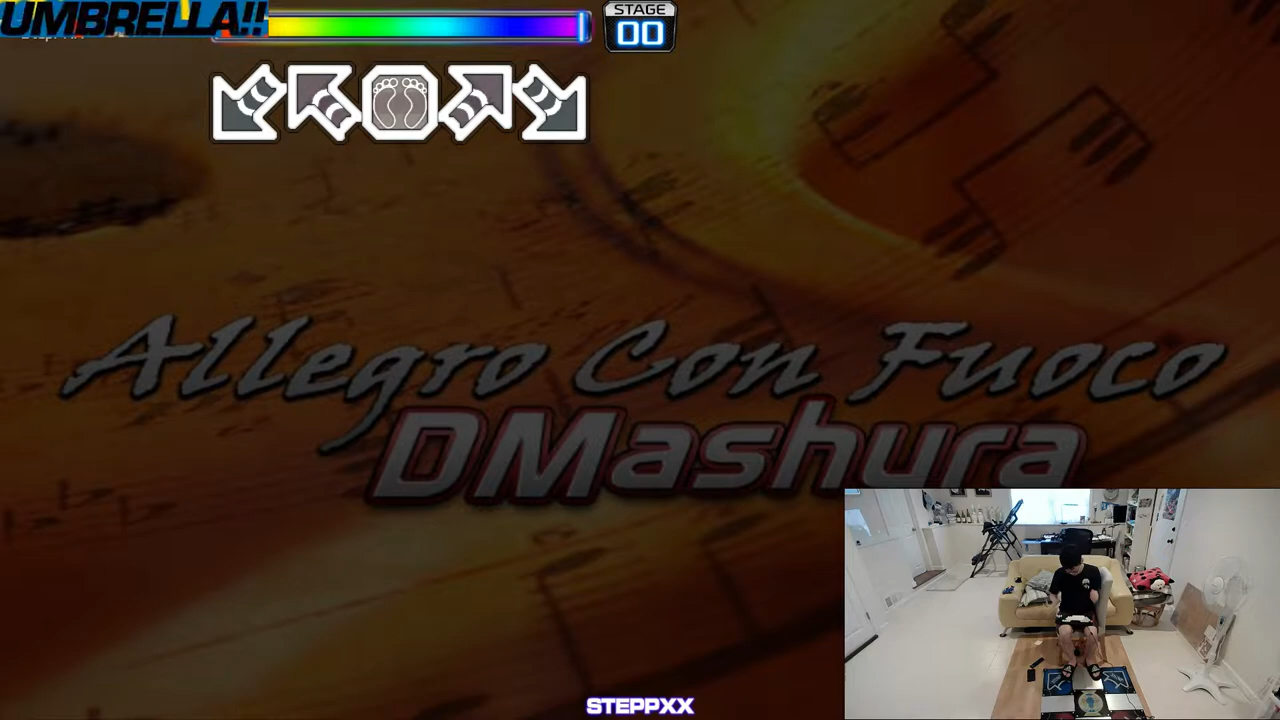 UMBRELLA!!
STAGE
00
Allegro Con Fuoco
DMashura
STEPPXX